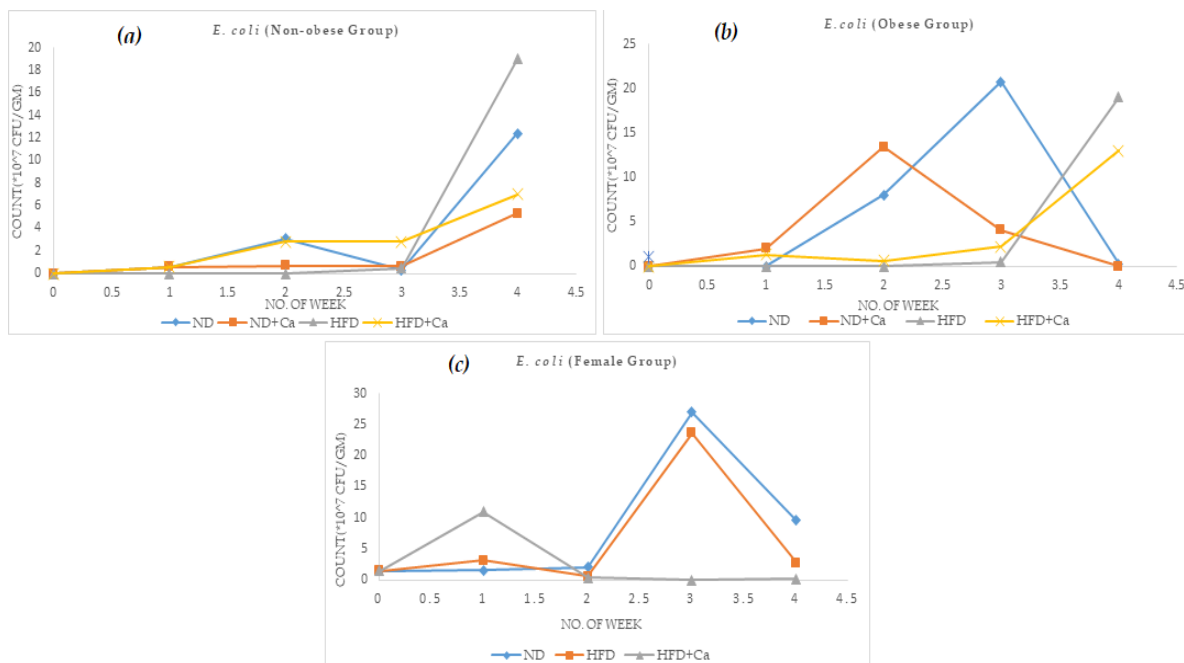 (a)
E. coli (Non-obese Group)
COUNT(*10^7 CFU/GM)
20
18
16
14
12
10
8
6
4
2
0
0 0.5 1 1.5 2 2.5 3 3.5 4 4.5
NO. OF WEEK
ND ND+Ca HFD HFD+Ca
(b)
E. coli (Obese Group)
COUNT(*10^7 CFU/GM)
25
20
15
10
5
0
0 0.5 1 1.5 2 2.5 3 3.5 4 4.5
NO. OF WEEK
ND ND+Ca HFD HFD+Ca
(c)
E. coli (Female Group)
COUNT(*10^7 CFU/GM)
30
25
20
15
10
5
0
0 0.5 1 1.5 2 2.5 3 3.5 4 4.5
NO. OF WEEK
ND HFD HFD+Ca